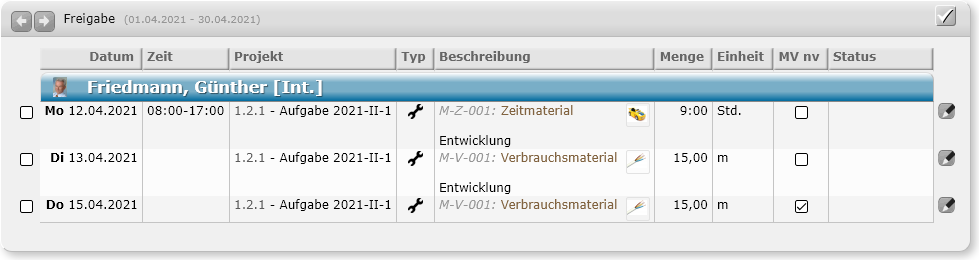 Freigabe (01.04.2021 - 30.04.2021)
Datum Zeit Projekt Typ Beschreibung Menge Einheit MV nv Status
Friedmann, Günther [Int.]
Mo 12.04.2021 08:00-17:00 1.2.1 - Aufgabe 2021-II-1 M-Z-001: Zeitmaterial 9:00 Std.
Entwicklung
Di 13.04.2021 1.2.1 - Aufgabe 2021-II-1 M-V-001: Verbrauchsmaterial 15,00 m
Entwicklung
Do 15.04.2021 1.2.1 - Aufgabe 2021-II-1 M-V-001: Verbrauchsmaterial 15,00 m